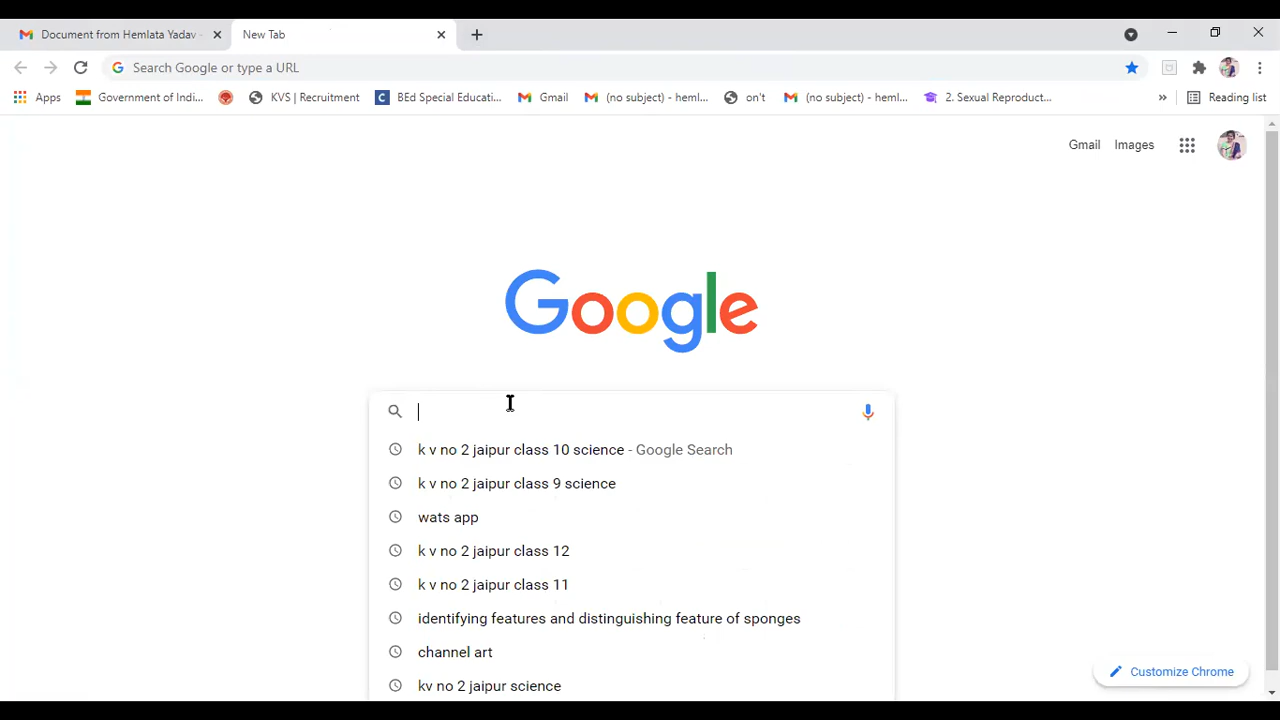 Document from Hemlata Yadav -
New Tab
Search Google or type a URL
Apps
Government of Indi...
KVS | Recruitment
BEd Special Educati...
Gmail
(no subject) - heml...
on't
(no subject) - heml...
2. Sexual Reproduct...
»
Reading list
Gmail
Images
Google
k v no 2 jaipur class 10 science - Google Search
k v no 2 jaipur class 9 science
wats app
k v no 2 jaipur class 12
k v no 2 jaipur class 11
identifying features and distinguishing feature of sponges
channel art
kv no 2 jaipur science
Customize Chrome